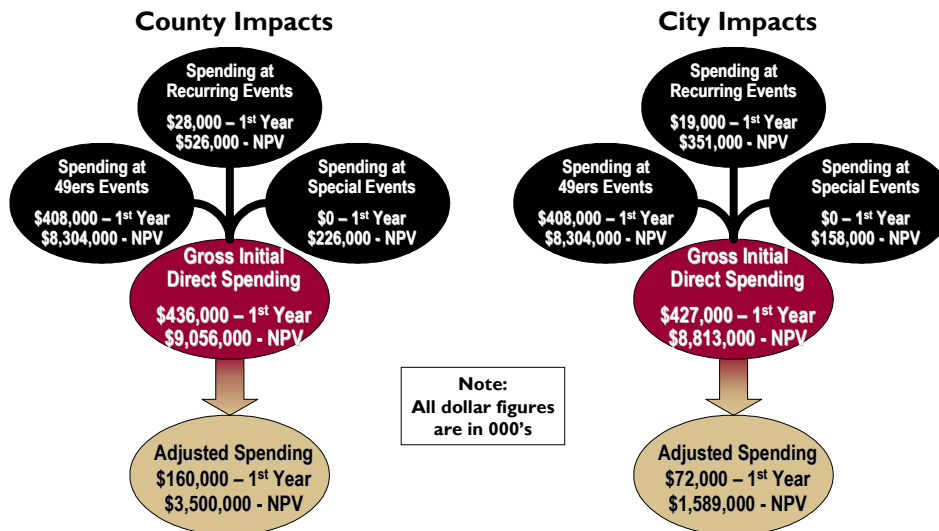 County Impacts
Spending at
Recurring Events
$28,000 – 1st Year
$526,000 - NPV
Spending at
49ers Events
$408,000 – 1st Year
$8,304,000 - NPV
Spending at
Special Events
$0 – 1st Year
$226,000 - NPV
Gross Initial
Direct Spending
$436,000 – 1st Year
$9,056,000 - NPV
Adjusted Spending
$160,000 – 1st Year
$3,500,000 - NPV
Note:
All dollar figures
are in 000's
City Impacts
Spending at
Recurring Events
$19,000 – 1st Year
$351,000 - NPV
Spending at
49ers Events
$408,000 – 1st Year
$8,304,000 - NPV
Spending at
Special Events
$0 – 1st Year
$158,000 - NPV
Gross Initial
Direct Spending
$427,000 – 1st Year
$8,813,000 - NPV
Adjusted Spending
$72,000 – 1st Year
$1,589,000 - NPV